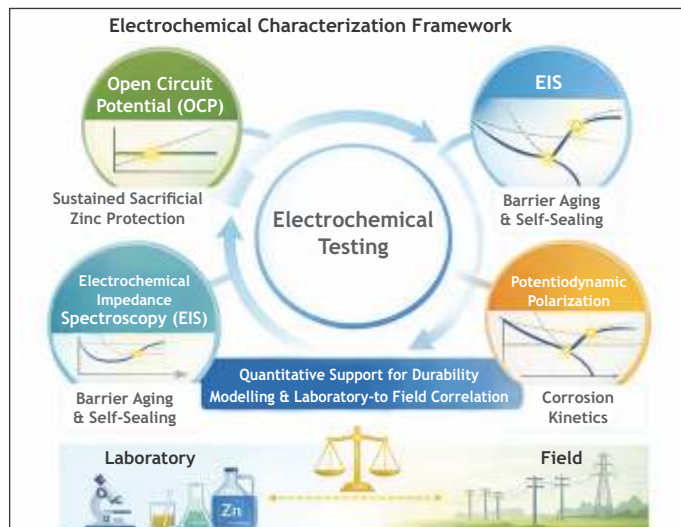 Electrochemical Characterization Framework
Open Circuit
Potential (OCP)
Sustained Sacrificial
Zinc Protection
EIS
Barrier Aging
& Self-Sealing
Electrochemical
Testing
Electrochemical
Impedance
Spectroscopy (EIS)
Barrier Aging
& Self-Sealing
Potentiodynamic
Polarization
Corrosion
Kinetics
Quantitative Support for Durability
Modelling & Laboratory-to Field Correlation
Laboratory
Zn
Field